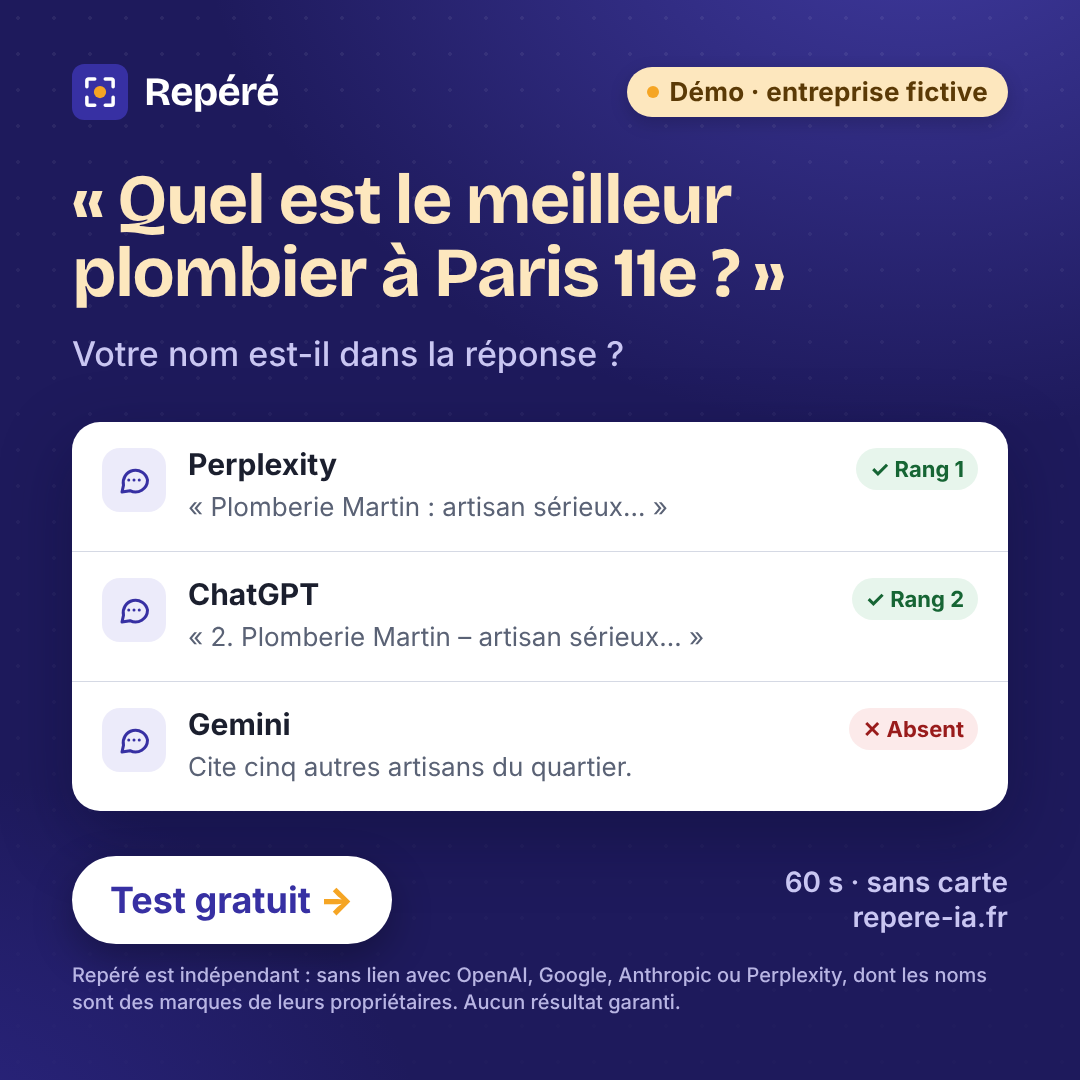 Repéré
Démo · entreprise fictive
« Quel est le meilleur
plombier à Paris 11e ? »
Votre nom est-il dans la réponse ?
Perplexity
✓ Rang 1
« Plomberie Martin : artisan sérieux… »
ChatGPT
✓ Rang 2
« 2. Plomberie Martin – artisan sérieux… »
Gemini
✕ Absent
Cite cinq autres artisans du quartier.
Test gratuit →
60 s · sans carte
repere-ia.fr
Repéré est indépendant : sans lien avec OpenAI, Google, Anthropic ou Perplexity, dont les noms
sont des marques de leurs propriétaires. Aucun résultat garanti.